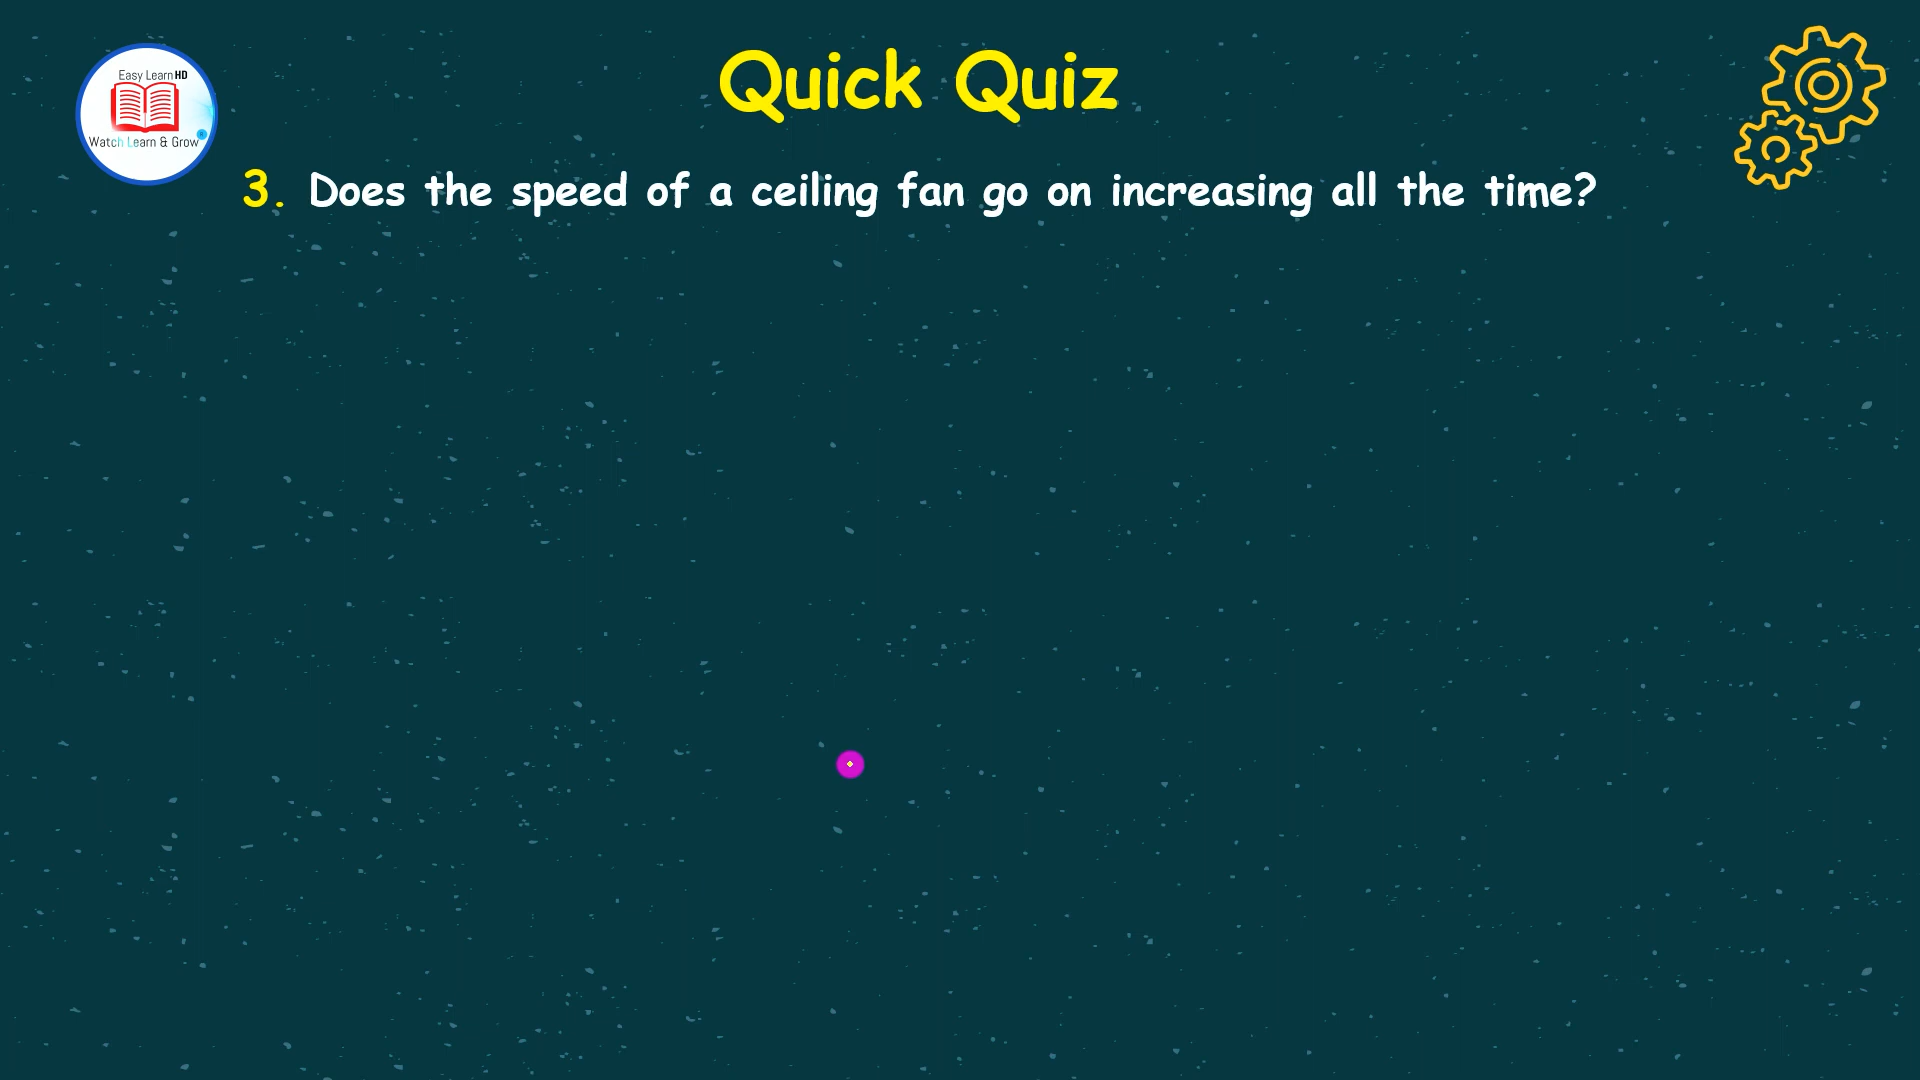 Quick Quiz
Easy Learn HD
Watch Learn & Grow
3. Does the speed of a ceiling fan go on increasing all the time?